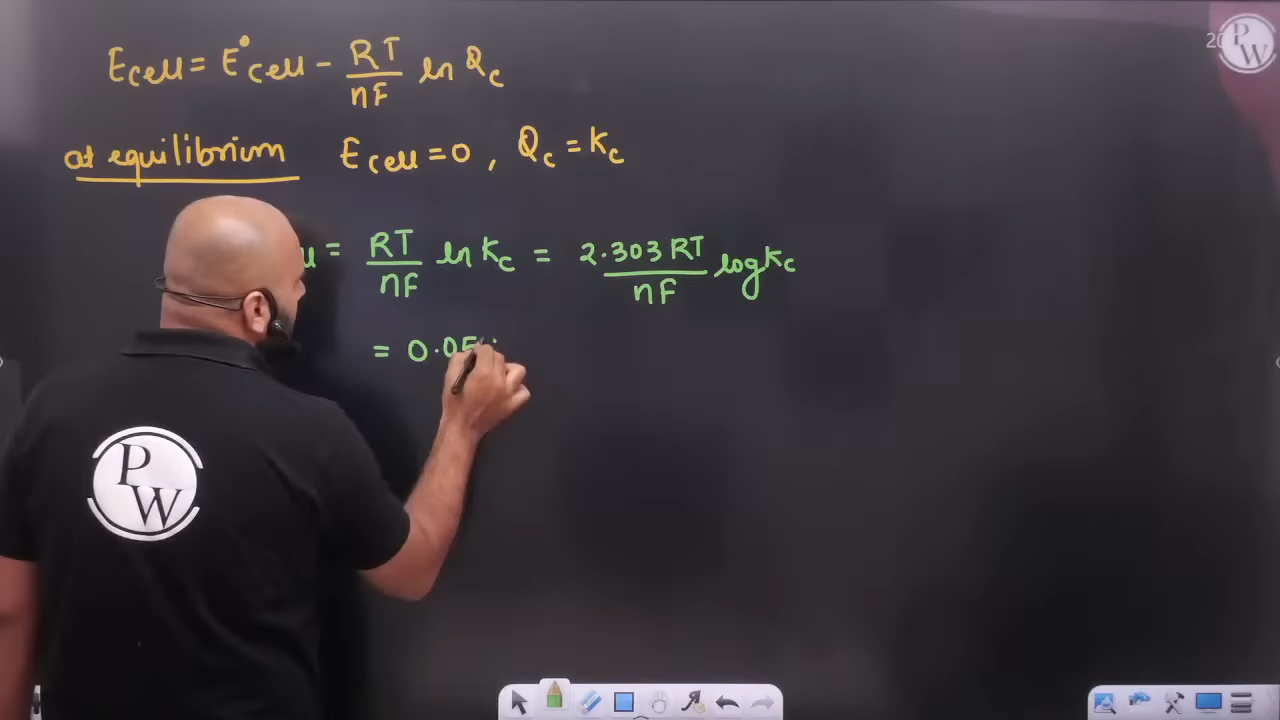 20
PW
Ecell = E°cell - RT/nF ln Qc
at equilibrium Ecell = 0, Qc = Kc
= RT/nF ln Kc = 2.303 RT/nF log Kc
= 0.05
PW